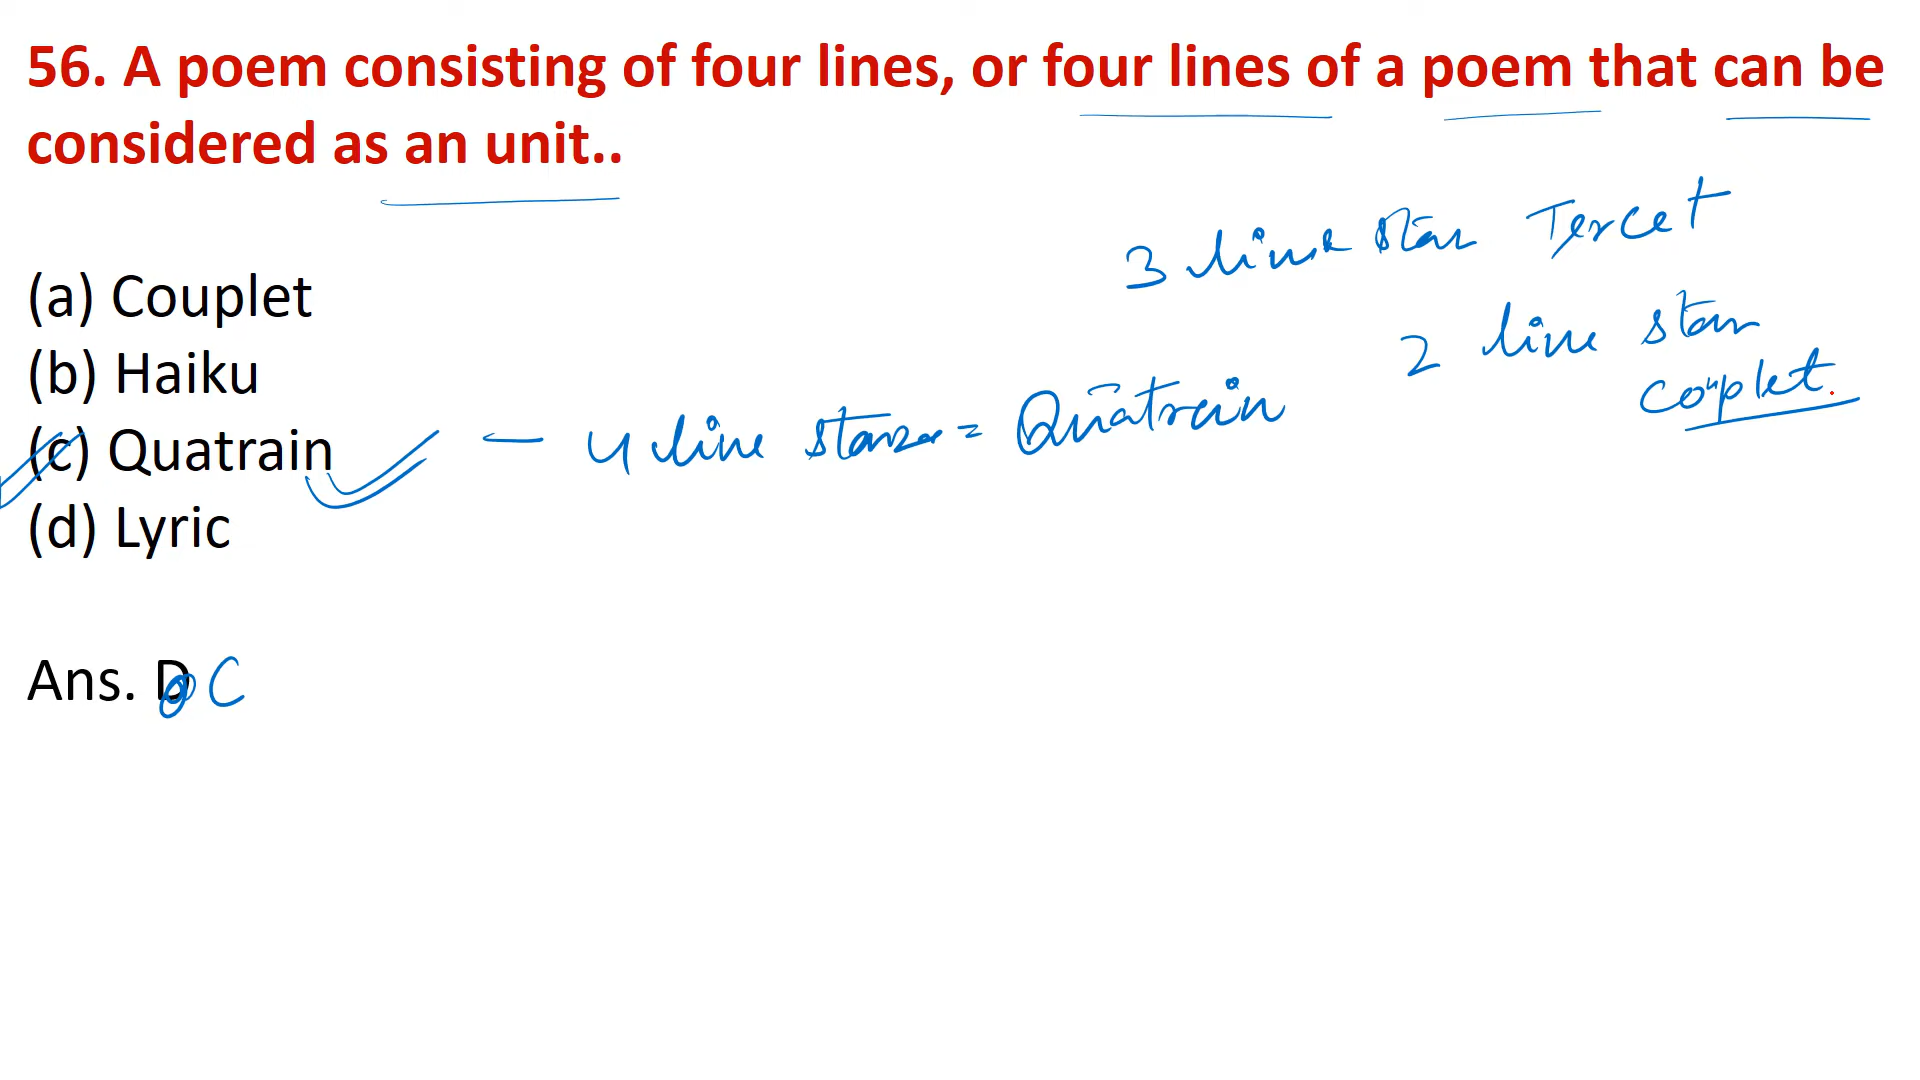 56. A poem consisting of four lines, or four lines of a poem that can be
considered as an unit..
3 line stan Tercet
(a) Couplet
2 line stan
couplet.
(b) Haiku
(c) Quatrain – 4 line stanza = Quatrain
(d) Lyric
Ans. D C